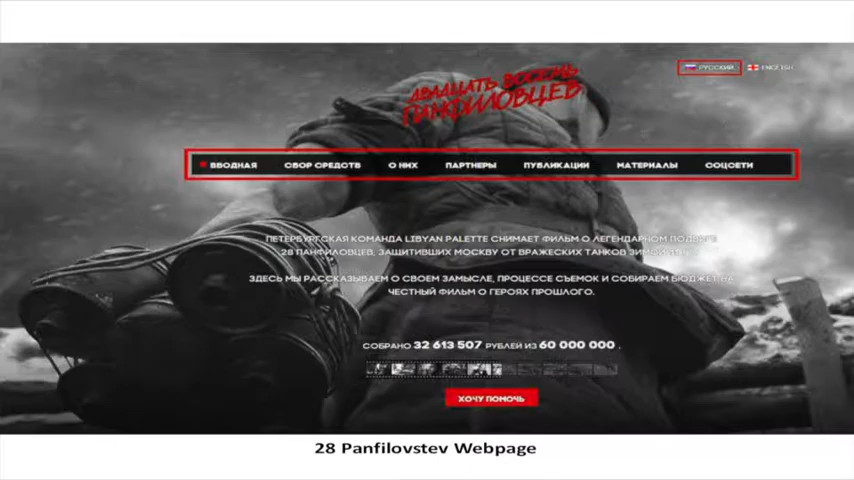 ДВАДЦАТЬ ВОСЕМЬ
ПАНФИЛОВЦЕВ
РУССКИЙ ENGLISH
ВВОДНАЯ СБОР СРЕДСТВ О НИХ ПАРТНЕРЫ ПУБЛИКАЦИИ МАТЕРИАЛЫ СОЦСЕТИ
ПЕТЕРБУРГСКАЯ КОМАНДА LIBYAN PALETTE СНИМАЕТ ФИЛЬМ О ЛЕГЕНДАРНОМ ПОДВИГЕ
28 ПАНФИЛОВЦЕВ, ЗАЩИТИВШИХ МОСКВУ ОТ ВРАЖЕСКИХ ТАНКОВ ЗИМОЙ
ЗДЕСЬ МЫ РАССКАЗЫВАЕМ О СВОЕМ ЗАМЫСЛЕ, ПРОЦЕССЕ СЪЕМОК И СОБИРАЕМ БЮДЖЕТ НА
ЧЕСТНЫЙ ФИЛЬМ О ГЕРОЯХ ПРОШЛОГО.
СОБРАНО 32 613 507 РУБЛЕЙ ИЗ 60 000 000 .
ХОЧУ ПОМОЧЬ
28 Panfilovstev Webpage